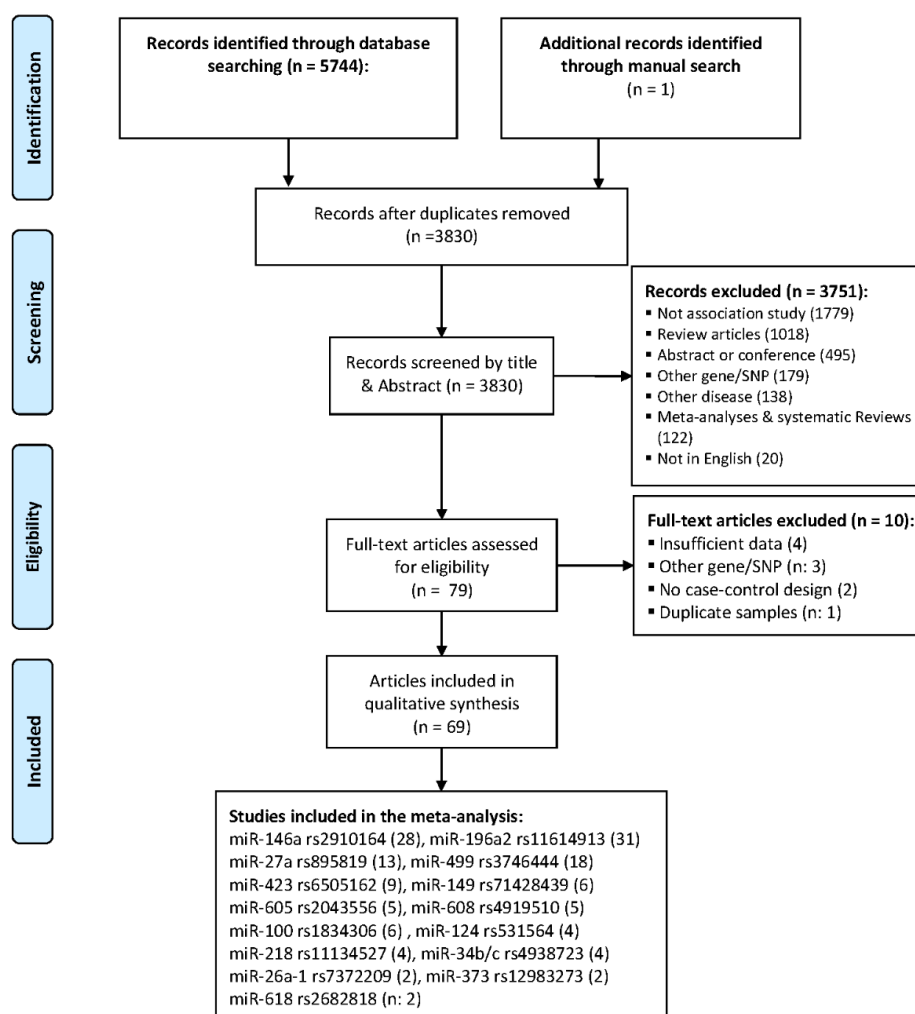 Identification
Records identified through database
searching (n = 5744):
Additional records identified
through manual search
(n = 1)
Records after duplicates removed
(n =3830)
Screening
Records screened by title
& Abstract (n = 3830)
Records excluded (n = 3751):
▪ Not association study (1779)
▪ Review articles (1018)
▪ Abstract or conference (495)
▪ Other gene/SNP (179)
▪ Other disease (138)
▪ Meta-analyses & systematic Reviews
(122)
▪ Not in English (20)
Eligibility
Full-text articles assessed
for eligibility
(n = 79)
Full-text articles excluded (n = 10):
▪ Insufficient data (4)
▪ Other gene/SNP (n: 3)
▪ No case-control design (2)
▪ Duplicate samples (n: 1)
Included
Articles included in
qualitative synthesis
(n = 69)
Studies included in the meta-analysis:
miR-146a rs2910164 (28), miR-196a2 rs11614913 (31)
miR-27a rs895819 (13), miR-499 rs3746444 (18)
miR-423 rs6505162 (9), miR-149 rs71428439 (6)
miR-605 rs2043556 (5), miR-608 rs4919510 (5)
miR-100 rs1834306 (6) , miR-124 rs531564 (4)
miR-218 rs11134527 (4), miR-34b/c rs4938723 (4)
miR-26a-1 rs7372209 (2), miR-373 rs12983273 (2)
miR-618 rs2682818 (n: 2)